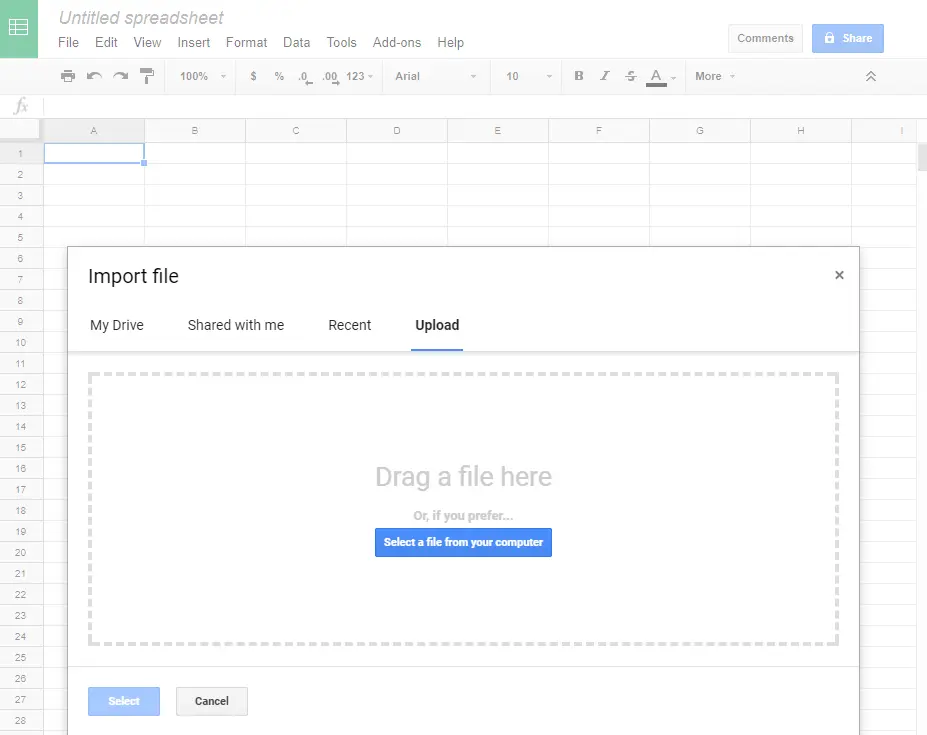 Untitled spreadsheet
File Edit View Insert Format Data Tools Add-ons Help
Comments
Share
100% $ % .0 .00 123 Arial 10 B I S A More
fx
A B C D E F G H I
1
2
3
4
5
6
7
8
9
10
11
12
13
14
15
16
17
18
19
20
21
22
23
24
25
26
27
28
Import file ×
My Drive Shared with me Recent Upload
Drag a file here
Or, if you prefer...
Select a file from your computer
Select Cancel